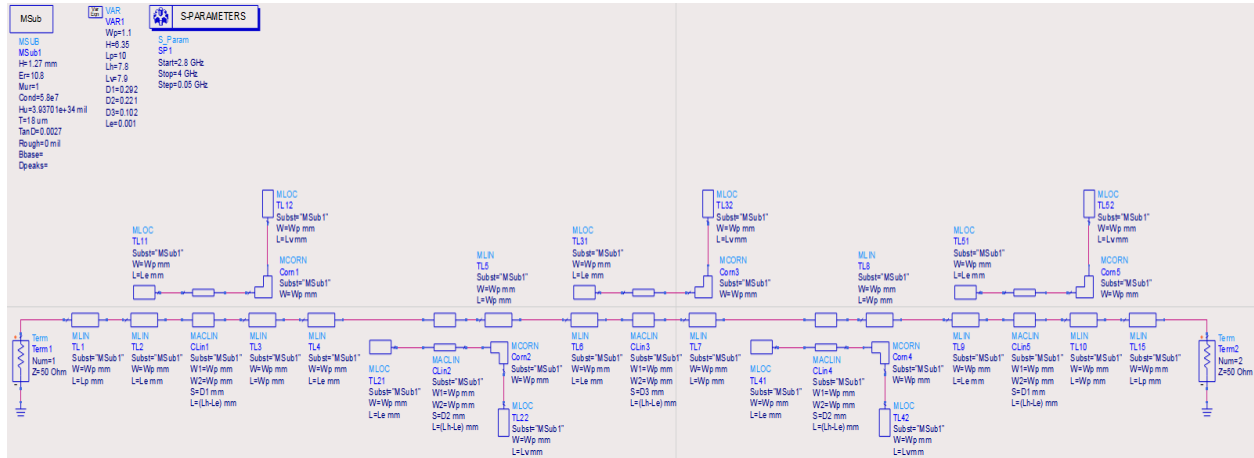 MSub
MSUB
MSub1
H=1.27 mm
Er=10.8
Mur=1
Cond=5.8e7
Hu=3.93701e+34 mil
T=18 um
TanD=0.0027
Rough=0 mil
Bbase=
Dpeaks=
Var
Eqn
VAR
VAR1
Wp=1.1
H=6.35
Lp=10
Lh=7.8
Lv=7.9
D1=0.292
D2=0.221
D3=0.102
Le=0.001
S-PARAMETERS
S_Param
SP1
Start=2.8 GHz
Stop=4 GHz
Step=0.05 GHz
MLOC
TL11
Subst="MSub1"
W=Wp mm
L=Le mm
MLOC
TL12
Subst="MSub1"
W=Wp mm
L=Lv mm
MCORN
Corn1
Subst="MSub1"
W=Wp mm
MLIN
TL5
Subst="MSub1"
W=Wp mm
L=Wp mm
MLOC
TL31
Subst="MSub1"
W=Wp mm
L=Le mm
MLOC
TL32
Subst="MSub1"
W=Wp mm
L=Lv mm
MCORN
Corn3
Subst="MSub1"
W=Wp mm
MLIN
TL8
Subst="MSub1"
W=Wp mm
L=Wp mm
MLOC
TL51
Subst="MSub1"
W=Wp mm
L=Le mm
MLOC
TL52
Subst="MSub1"
W=Wp mm
L=Lv mm
MCORN
Corn5
Subst="MSub1"
W=Wp mm
Term
Term1
Num=1
Z=50 Ohm
MLIN
TL1
Subst="MSub1"
W=Wp mm
L=Lp mm
MLIN
TL2
Subst="MSub1"
W=Wp mm
L=Le mm
MACLIN
CLin1
Subst="MSub1"
W1=Wp mm
W2=Wp mm
S=D1 mm
L=(Lh-Le) mm
MLIN
TL3
Subst="MSub1"
W=Wp mm
L=Wp mm
MLIN
TL4
Subst="MSub1"
W=Wp mm
L=Le mm
MLOC
TL21
Subst="MSub1"
W=Wp mm
L=Le mm
MACLIN
CLin2
Subst="MSub1"
W1=Wp mm
W2=Wp mm
S=D2 mm
L=(Lh-Le) mm
MCORN
Corn2
Subst="MSub1"
W=Wp mm
MLOC
TL22
Subst="MSub1"
W=Wp mm
L=Lv mm
MLIN
TL6
Subst="MSub1"
W=Wp mm
L=Le mm
MACLIN
CLin3
Subst="MSub1"
W1=Wp mm
W2=Wp mm
S=D3 mm
L=(Lh-Le) mm
MLIN
TL7
Subst="MSub1"
W=Wp mm
L=Wp mm
MLOC
TL41
Subst="MSub1"
W=Wp mm
L=Le mm
MACLIN
CLin4
Subst="MSub1"
W1=Wp mm
W2=Wp mm
S=D2 mm
L=(Lh-Le) mm
MCORN
Corn4
Subst="MSub1"
W=Wp mm
MLOC
TL42
Subst="MSub1"
W=Wp mm
L=Lv mm
MLIN
TL9
Subst="MSub1"
W=Wp mm
L=Le mm
MACLIN
CLin5
Subst="MSub1"
W1=Wp mm
W2=Wp mm
S=D1 mm
L=(Lh-Le) mm
MLIN
TL10
Subst="MSub1"
W=Wp mm
L=Wp mm
MLIN
TL15
Subst="MSub1"
W=Wp mm
L=Lp mm
Term
Term2
Num=2
Z=50 Ohm